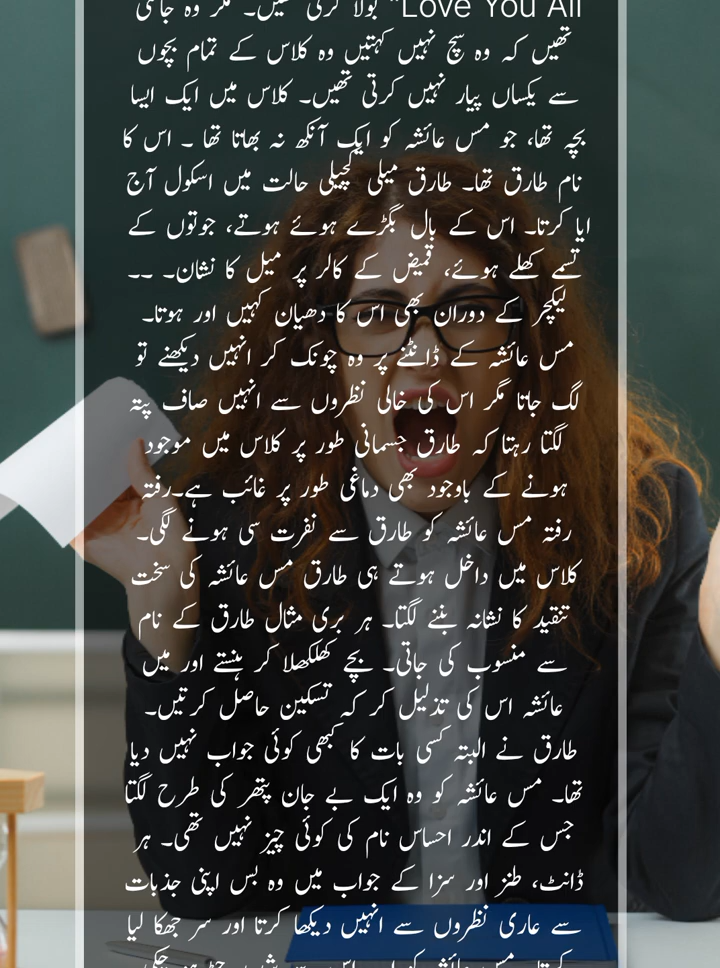 "Love You All" بولا کرتی تھیں۔ مگر وہ جانتی
تھیں کہ وہ سچ نہیں کہتیں وہ کلاس کے تمام بچوں
سے یکساں پیار نہیں کرتی تھیں۔ کلاس میں ایک ایسا
بچہ تھا، جو مس عائشہ کو ایک آنکھ نہ بھاتا تھا ۔ اس کا
نام طارق تھا۔ طارق میلی کچیلی حالت میں اسکول آج
ایا کرتا۔ اس کے بال بگڑے ہوئے ہوتے، جوتوں کے
تسمے کھلے ہوئے، قمیض کے کالر پر میل کا نشان۔ --
لیکچر کے دوران بھی اس کا دھیان کہیں اور ہوتا۔
مس عائشہ کے ڈانٹنے پر وہ چونک کر انہیں دیکھنے تو
لگ جاتا مگر اس کی خالی نظروں سے انہیں صاف پتہ
لگتا رہتا کہ طارق جسمانی طور پر کلاس میں موجود
ہونے کے باوجود بھی دماغی طور پر غائب ہے۔رفتہ
رفتہ مس عائشہ کو طارق سے نفرت سی ہونے لگی۔
کلاس میں داخل ہوتے ہی طارق مس عائشہ کی سخت
تنقید کا نشانہ بننے لگتا۔ ہر بری مثال طارق کے نام
سے منسوب کی جاتی۔ بچے کھلکھلا کر ہنستے اور میں
عائشہ اس کی تذلیل کر کہ تسکین حاصل کرتیں۔
طارق نے البتہ کسی بات کا کبھی کوئی جواب نہیں دیا
تھا۔ مس عائشہ کو وہ ایک بے جان پتھر کی طرح لگتا
جس کے اندر احساس نام کی کوئی چیز نہیں تھی۔ ہر
ڈانٹ، طنز اور سزا کے جواب میں وہ بس اپنی جذبات
سے عاری نظروں سے انہیں دیکھا کرتا اور سر جھکا لیا